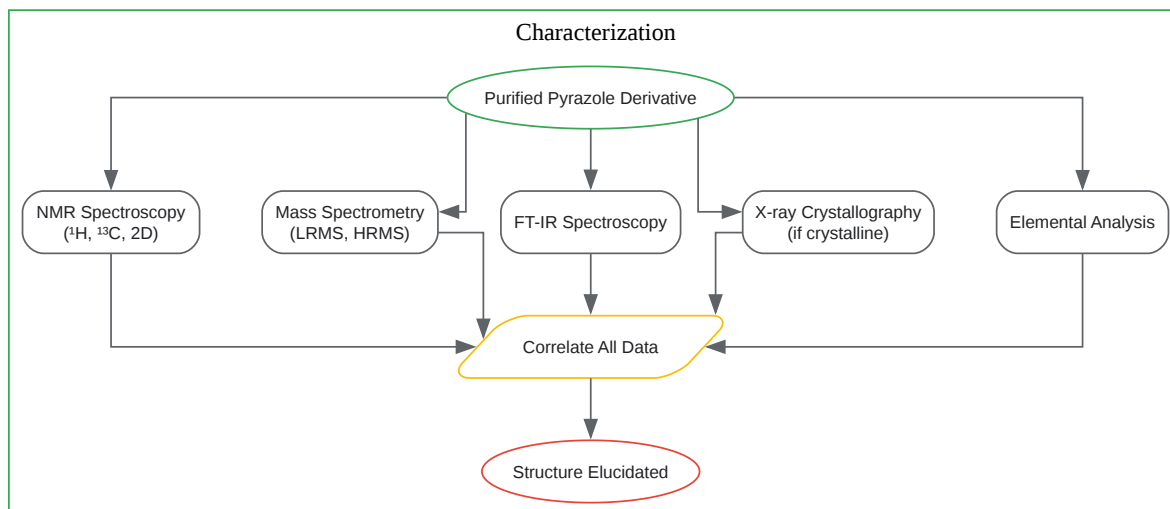 Characterization
Purified Pyrazole Derivative
NMR Spectroscopy
(¹H, ¹³C, 2D)
Mass Spectrometry
(LRMS, HRMS)
FT-IR Spectroscopy
X-ray Crystallography
(if crystalline)
Elemental Analysis
Correlate All Data
Structure Elucidated